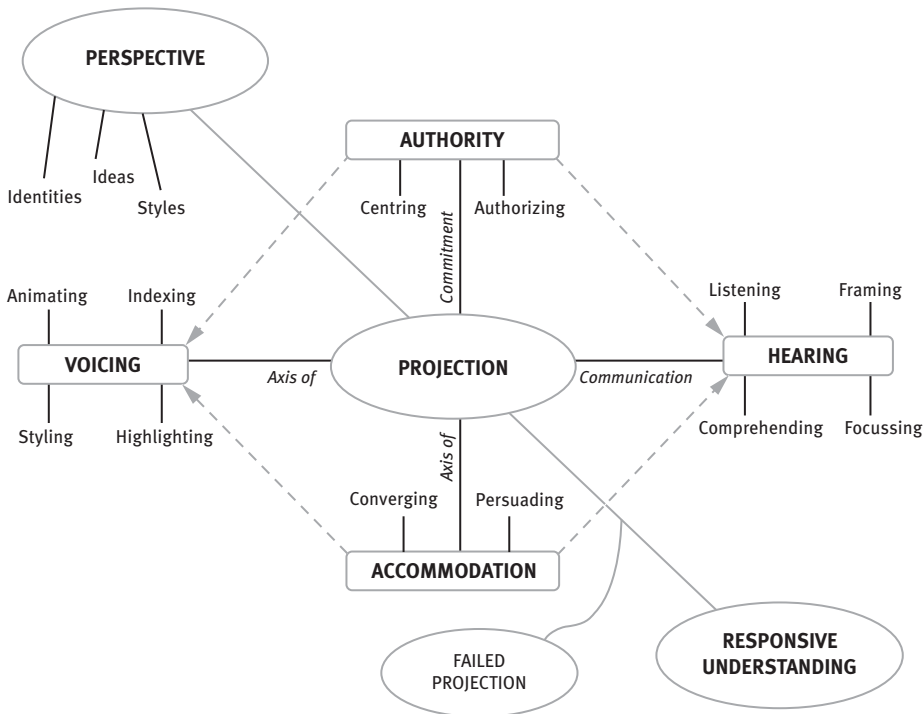 PERSPECTIVE
Identities
Ideas
Styles
AUTHORITY
Centring
Authorizing
Commitment
Animating
Indexing
VOICING
Styling
Highlighting
Axis of
PROJECTION
Communication
Listening
Framing
HEARING
Comprehending
Focussing
Axis of
Converging
Persuading
ACCOMMODATION
FAILED
PROJECTION
RESPONSIVE
UNDERSTANDING